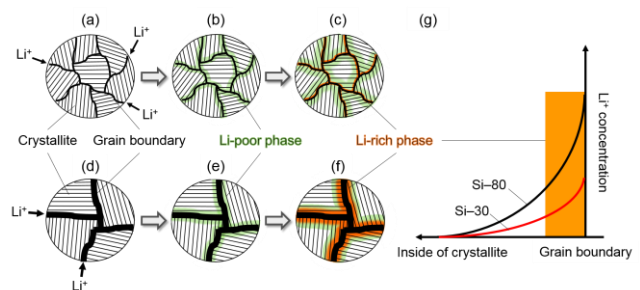 (a)
(b)
(c)
(g)
Li⁺
Li⁺
Li⁺
Crystallite
Grain boundary
Li-poor phase
Li-rich phase
(d)
(e)
(f)
Li⁺
Li⁺
Li⁺ concentration
Si–80
Si–30
Inside of crystallite
Grain boundary